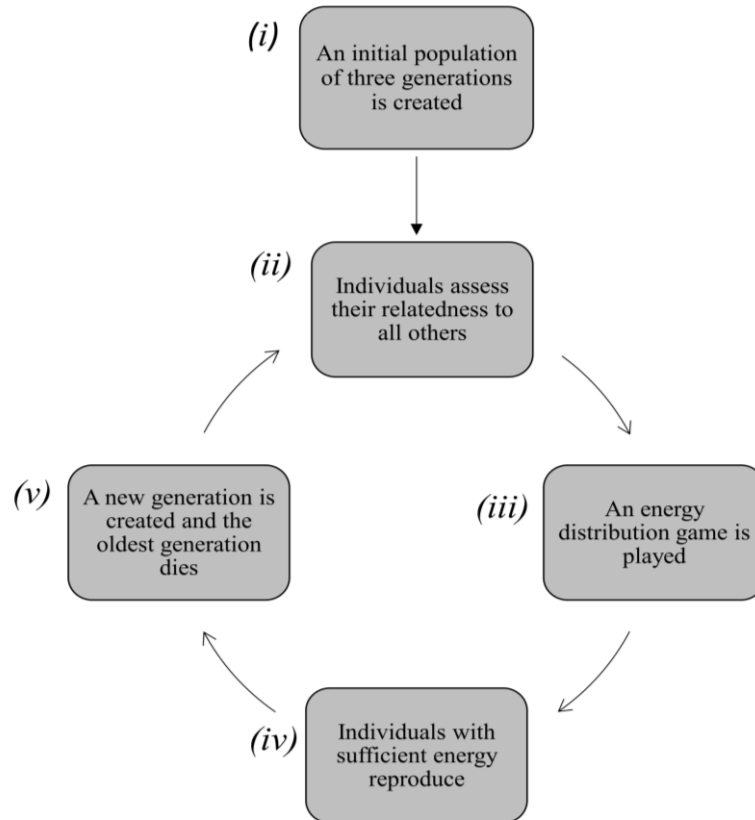 (i)
An initial population
of three generations
is created
(ii)
Individuals assess
their relatedness to
all others
(iii)
An energy
distribution game is
played
(iv)
Individuals with
sufficient energy
reproduce
(v)
A new generation is
created and the
oldest generation
dies